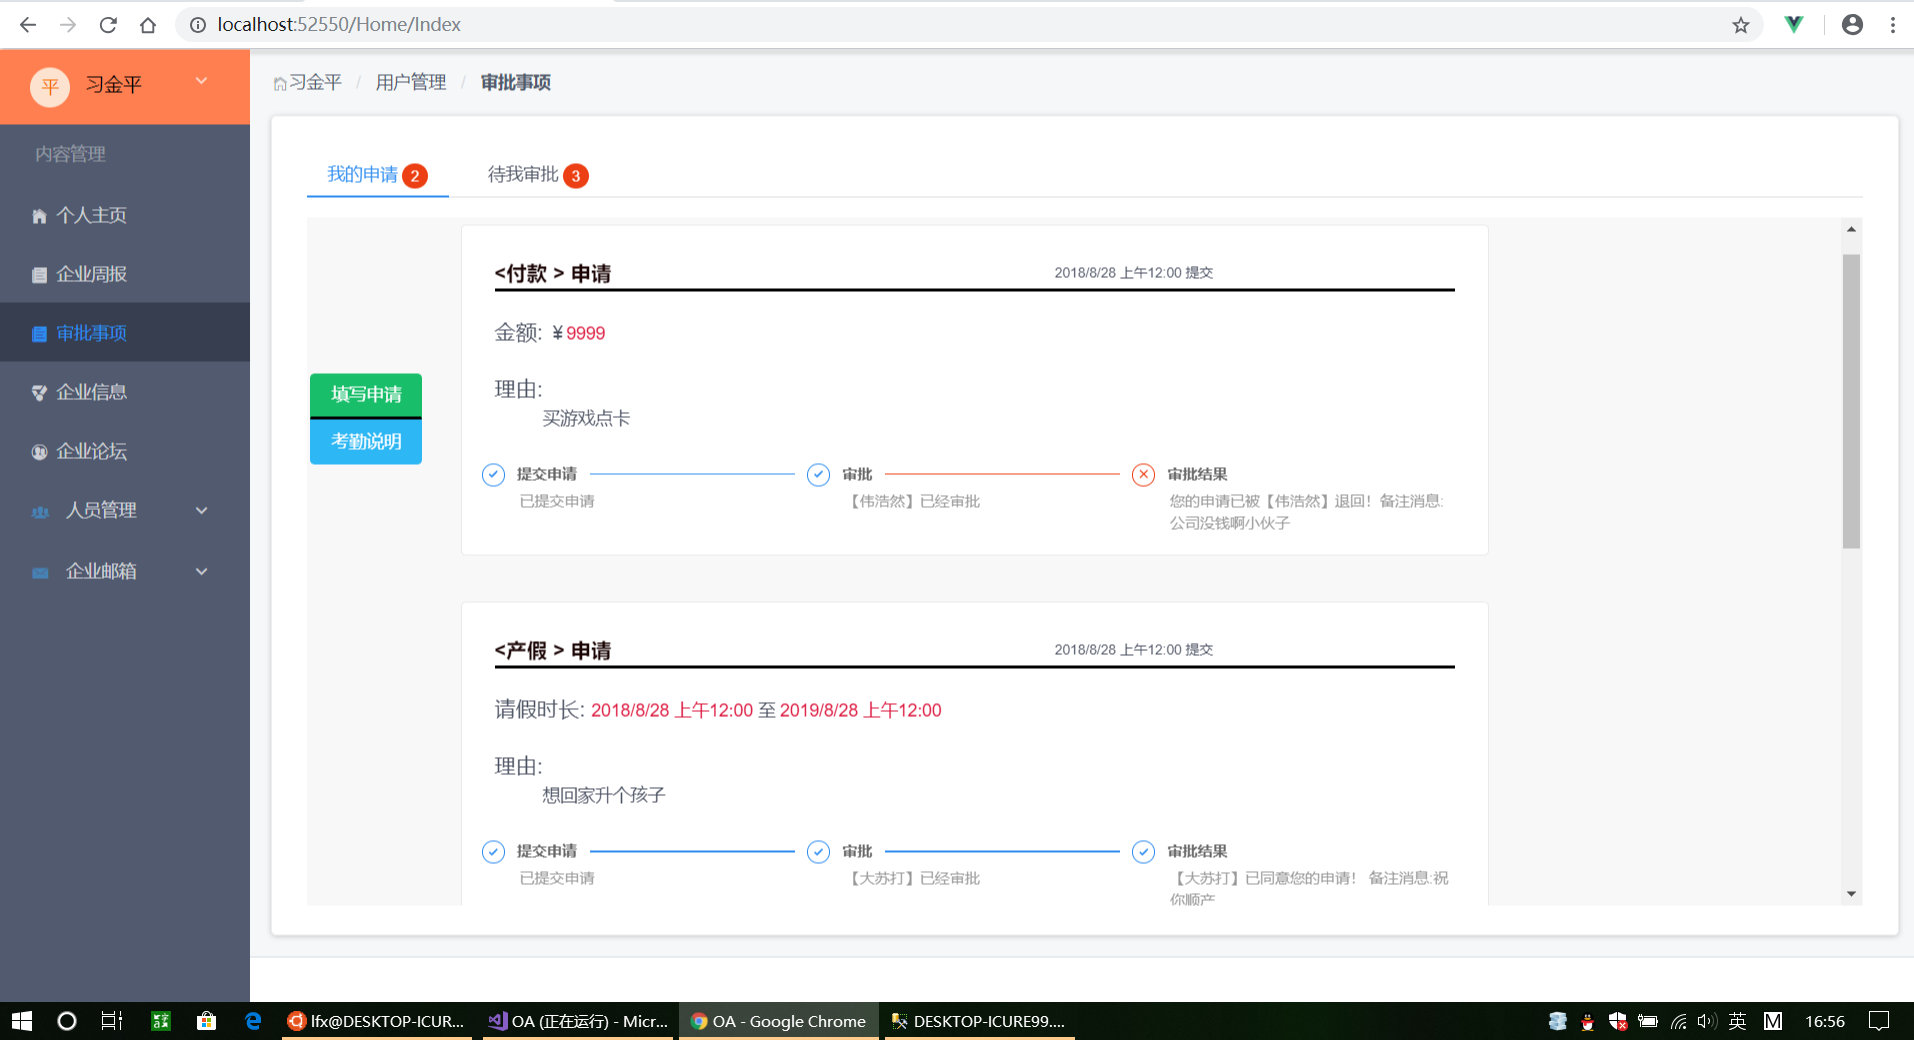 localhost:52550/Home/Index
平 习金平
习金平 / 用户管理 / 审批事项
内容管理
个人主页
企业周报
审批事项
企业信息
企业论坛
人员管理
企业邮箱
我的申请 2 待我审批 3
填写申请
考勤说明
<付款 > 申请 2018/8/28 上午12:00 提交
金额: ¥9999
理由:
买游戏点卡
提交申请 审批 审批结果
已提交申请 【伟浩然】已经审批 您的申请已被【伟浩然】退回！备注消息:
公司没钱啊小伙子
<产假 > 申请 2018/8/28 上午12:00 提交
请假时长: 2018/8/28 上午12:00 至 2019/8/28 上午12:00
理由:
想回家升个孩子
提交申请 审批 审批结果
已提交申请 【大苏打】已经审批 【大苏打】已同意您的申请！ 备注消息:祝
你顺产
lfx@DESKTOP-ICUR... OA (正在运行) - Micr... OA - Google Chrome DESKTOP-ICURE99.... 英 M 16:56